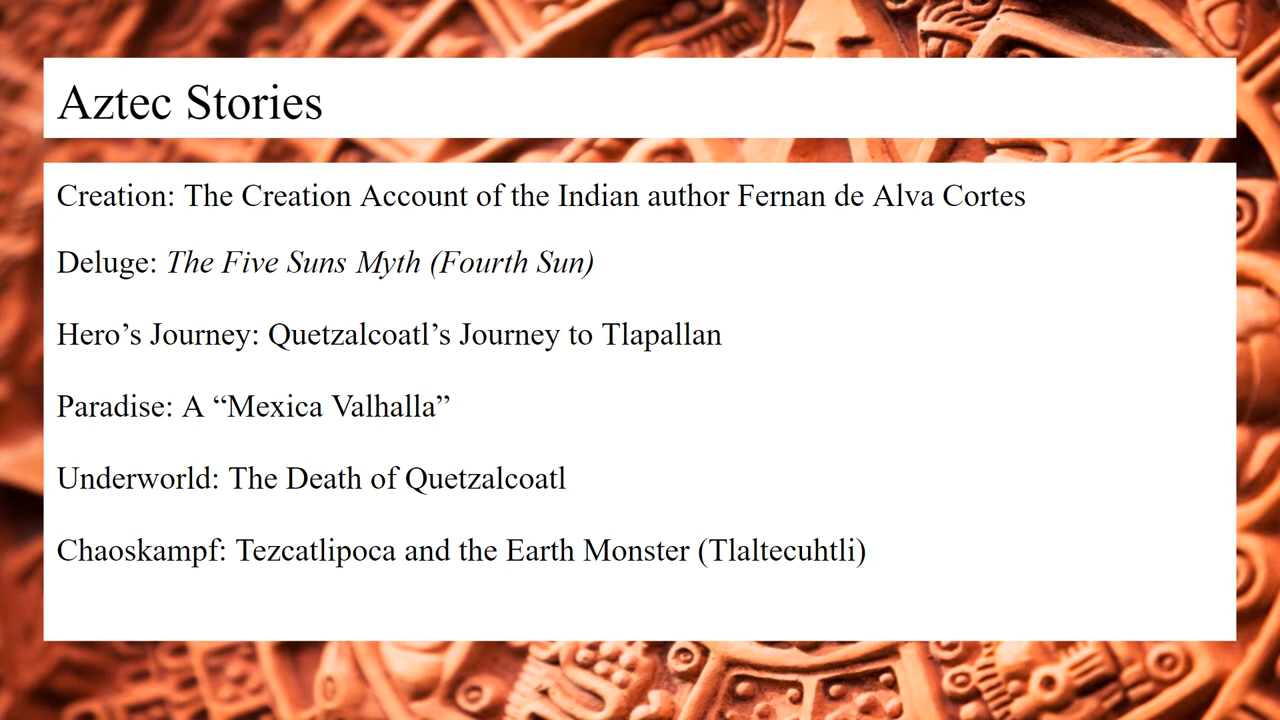 Aztec Stories
Creation: The Creation Account of the Indian author Fernan de Alva Cortes
Deluge: The Five Suns Myth (Fourth Sun)
Hero’s Journey: Quetzalcoatl’s Journey to Tlapallan
Paradise: A “Mexica Valhalla”
Underworld: The Death of Quetzalcoatl
Chaoskampf: Tezcatlipoca and the Earth Monster (Tlaltecuhtli)